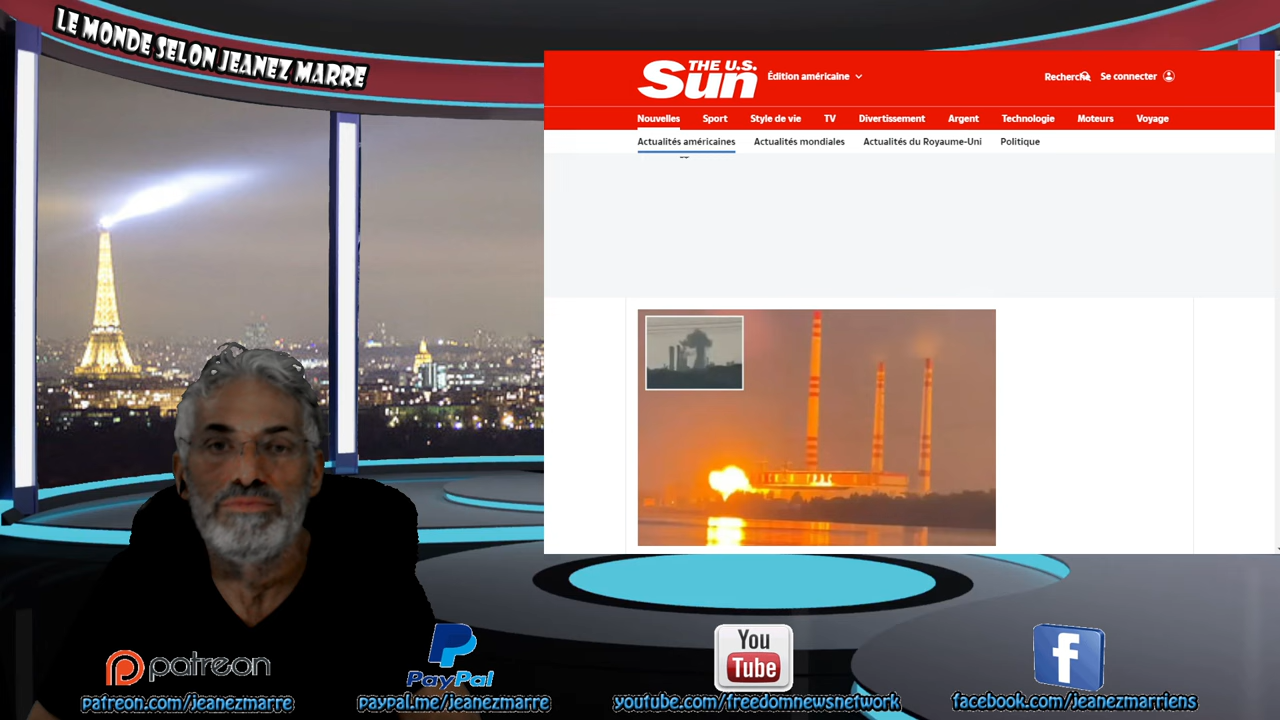 LE MONDE SELON JEANEZ MARRE
THE U.S.
Sun
Édition américaine
Recherche
Se connecter
Nouvelles Sport Style de vie TV Divertissement Argent Technologie Moteurs Voyage
Actualités américaines Actualités mondiales Actualités du Royaume-Uni Politique
patreon
PayPal
You
Tube
patreon.com/jeanezmarre
paypal.me/jeanezmarre
youtube.com/freedomnewsnetwork
facebook.com/jeanezmarriens